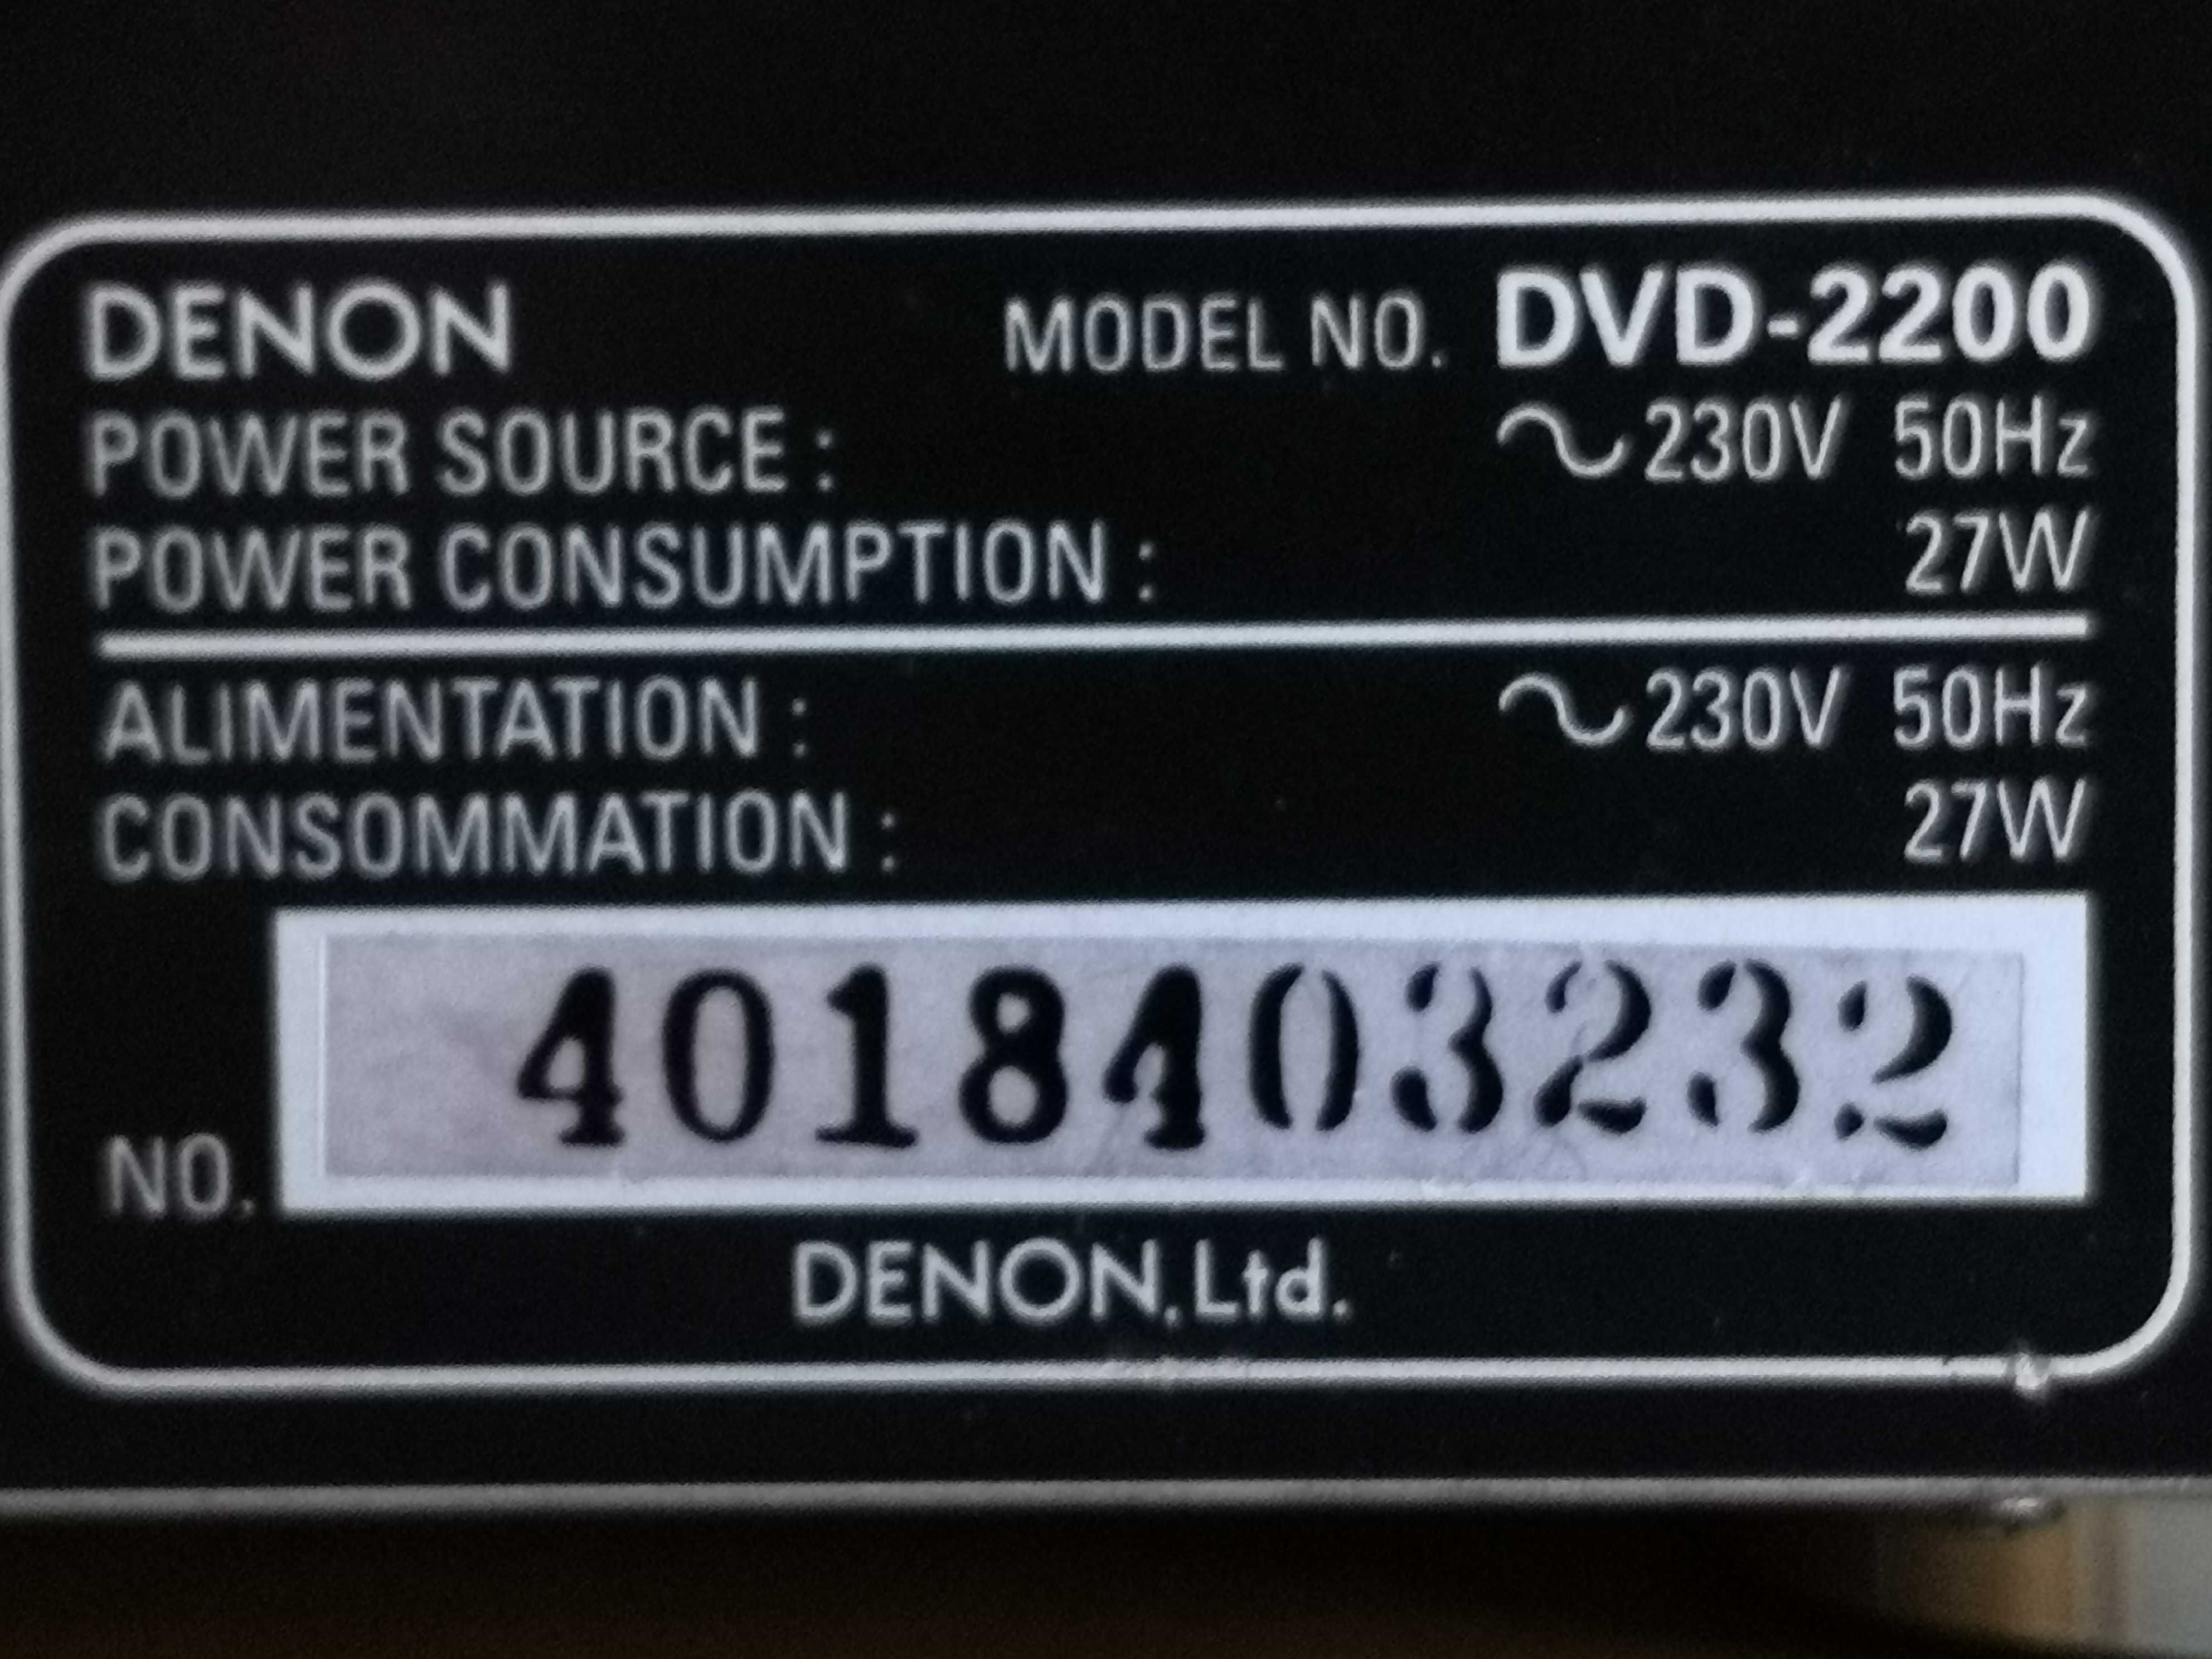 DENON MODEL NO. DVD-2200
POWER SOURCE : ∿230V 50Hz
POWER CONSUMPTION : 27W
ALIMENTATION : ∿230V 50Hz
CONSOMMATION : 27W
NO. 4018403232
DENON, Ltd.